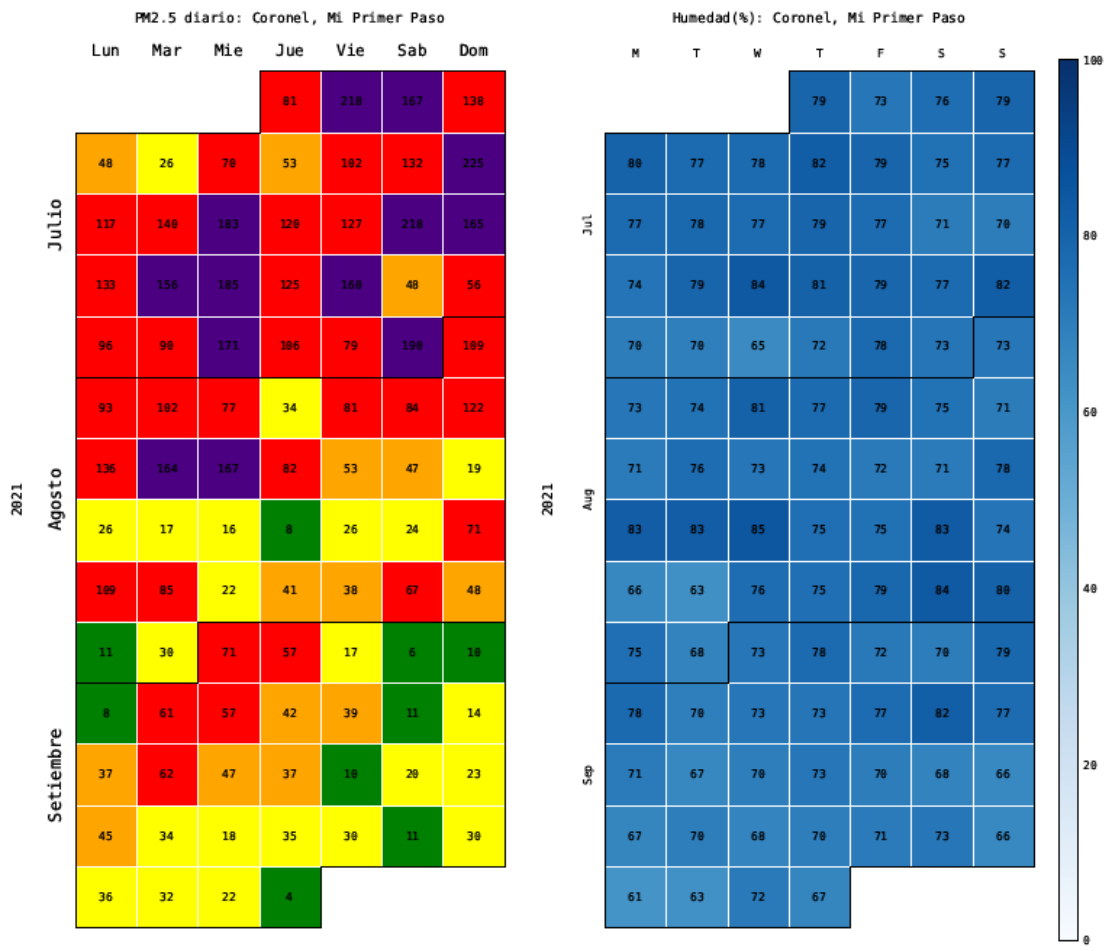 PM2.5 diario: Coronel, Mi Primer Paso
Lun Mar Mie Jue Vie Sab Dom
81 218 167 138
48 26 70 53 102 132 225
117 140 183 120 127 218 165
133 156 185 125 160 48 56
96 90 171 106 79 190 109
93 102 77 34 81 84 122
136 164 167 82 53 47 19
26 17 16 8 26 24 71
109 85 22 41 38 67 48
11 30 71 57 17 6 10
8 61 57 42 39 11 14
37 62 47 37 10 20 23
45 34 18 35 30 11 30
36 32 22 4
2021
Julio
Agosto
Setiembre
Humedad(%): Coronel, Mi Primer Paso
M T W T F S S
79 73 76 79
80 77 78 82 79 75 77
77 78 77 79 77 71 70
74 79 84 81 79 77 82
70 70 65 72 78 73 73
73 74 81 77 79 75 71
71 76 73 74 72 71 78
83 83 85 75 75 83 74
66 63 76 75 79 84 80
75 68 73 78 72 70 79
78 70 73 73 77 82 77
71 67 70 73 70 68 66
67 70 68 70 71 73 66
61 63 72 67
2021
Jul
Aug
Sep
100
80
60
40
20
0